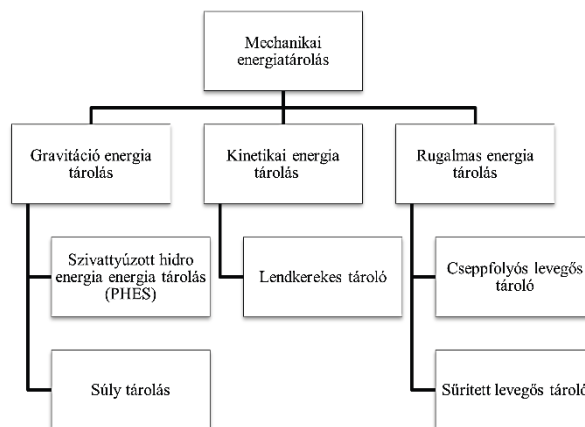 Mechanikai
energiatárolás
Gravitáció energia
tárolás
Kinetikai energia
tárolás
Rugalmas energia
tárolás
Szivattyúzott hidro
energia energia tárolás
(PHES)
Lendkerekes tároló
Cseppfolyós levegős
tároló
Súly tárolás
Sűrített levegős tároló